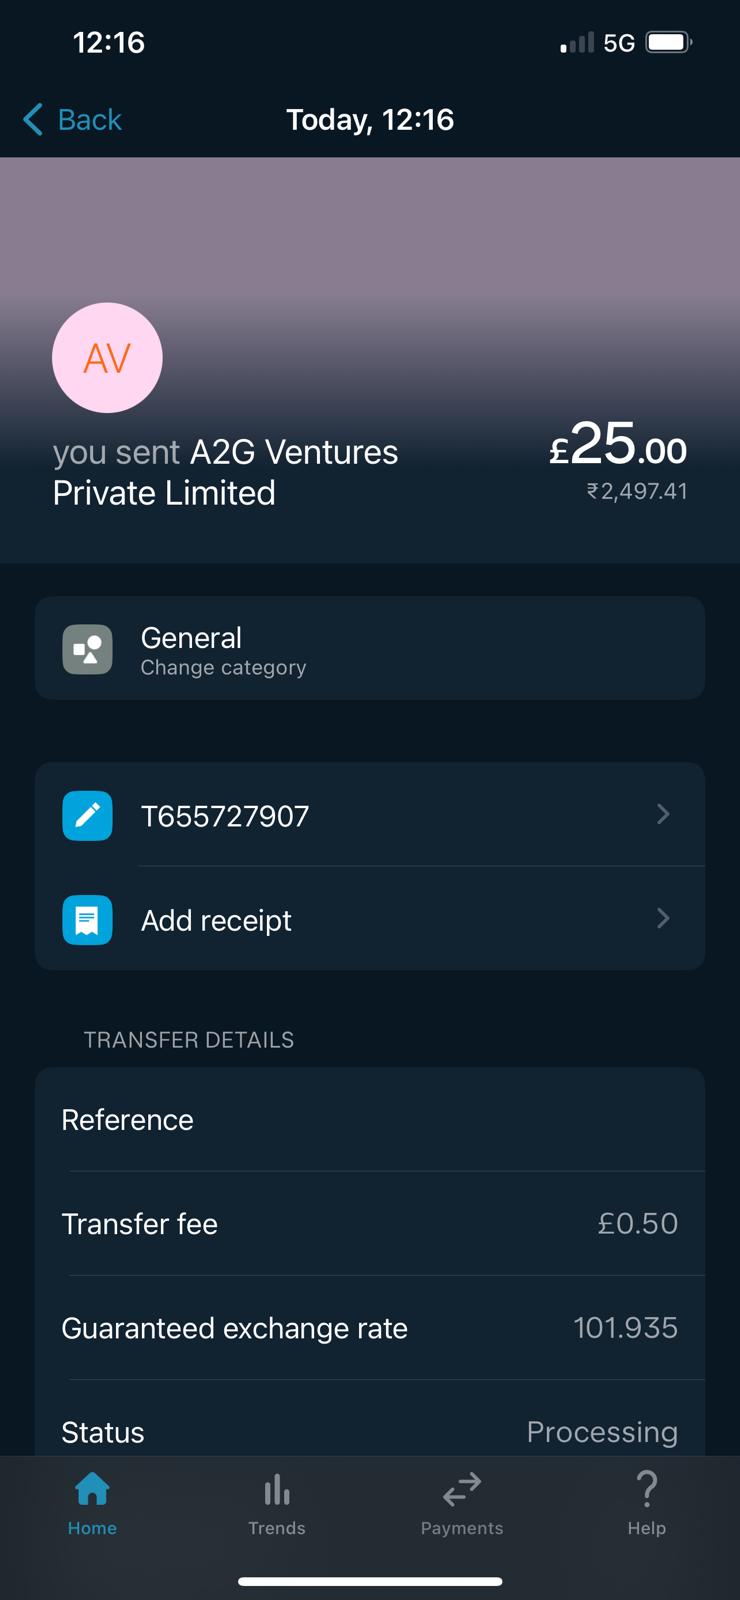 12:16
5G
Back
Today, 12:16
AV
you sent A2G Ventures
Private Limited
£25.00
₹2,497.41
General
Change category
T655727907
Add receipt
TRANSFER DETAILS
Reference
Transfer fee
£0.50
Guaranteed exchange rate
101.935
Status
Processing
Home
Trends
Payments
Help